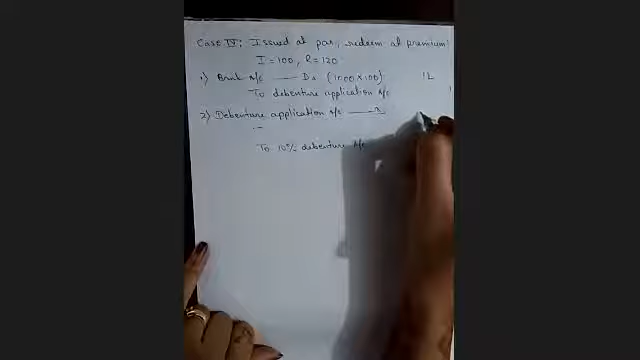 Case IV: Issued at par, redeem at premium
I = 100, R = 120
1) Bank A/c —— Dr (1000 × 100) 1L
To debenture application A/c
2) Debenture application A/c
To 10% debenture A/c